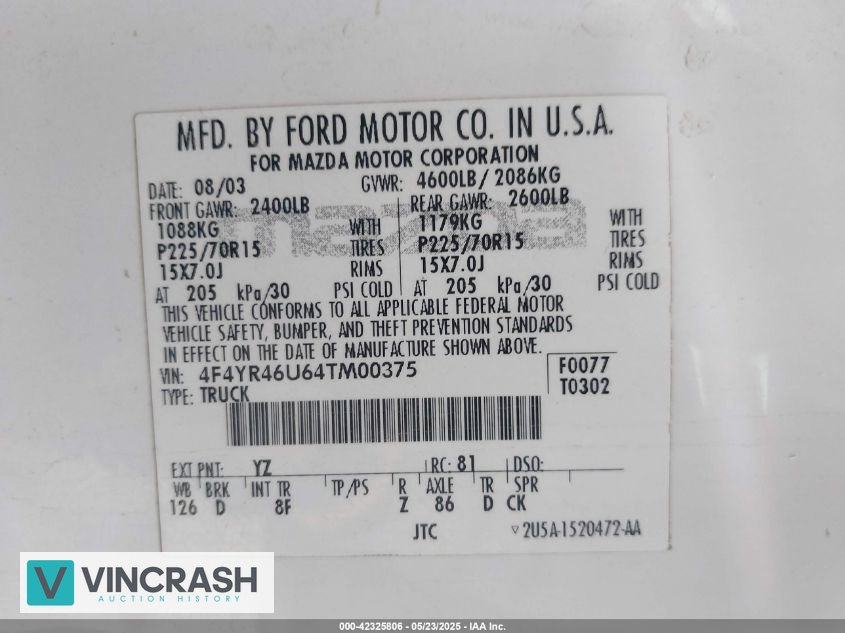 MFD. BY FORD MOTOR CO. IN U.S.A.
FOR MAZDA MOTOR CORPORATION
DATE: 08/03 GVWR: 4600LB/ 2086KG
FRONT GAWR: 2400LB REAR GAWR: 2600LB
1088KG WITH 1179KG WITH
P225/70R15 TIRES P225/70R15 TIRES
15X7.0J RIMS 15X7.0J RIMS
AT 205 kPa/30 PSI COLD AT 205 kPa/30 PSI COLD
THIS VEHICLE CONFORMS TO ALL APPLICABLE FEDERAL MOTOR
VEHICLE SAFETY, BUMPER, AND THEFT PREVENTION STANDARDS
IN EFFECT ON THE DATE OF MANUFACTURE SHOWN ABOVE.
VIN: 4F4YR46U64TM00375 F0077
TYPE: TRUCK T0302
EXT PNT: YZ RC: 81 DSO:
WB BRK INT TR TP/PS R AXLE TR SPR
126 D 8F Z 86 D CK
JTC ▽2U5A-1520472-AA
mazda
VINCRASH
AUCTION HISTORY
000-42325806 - 05/23/2025 - IAA Inc.